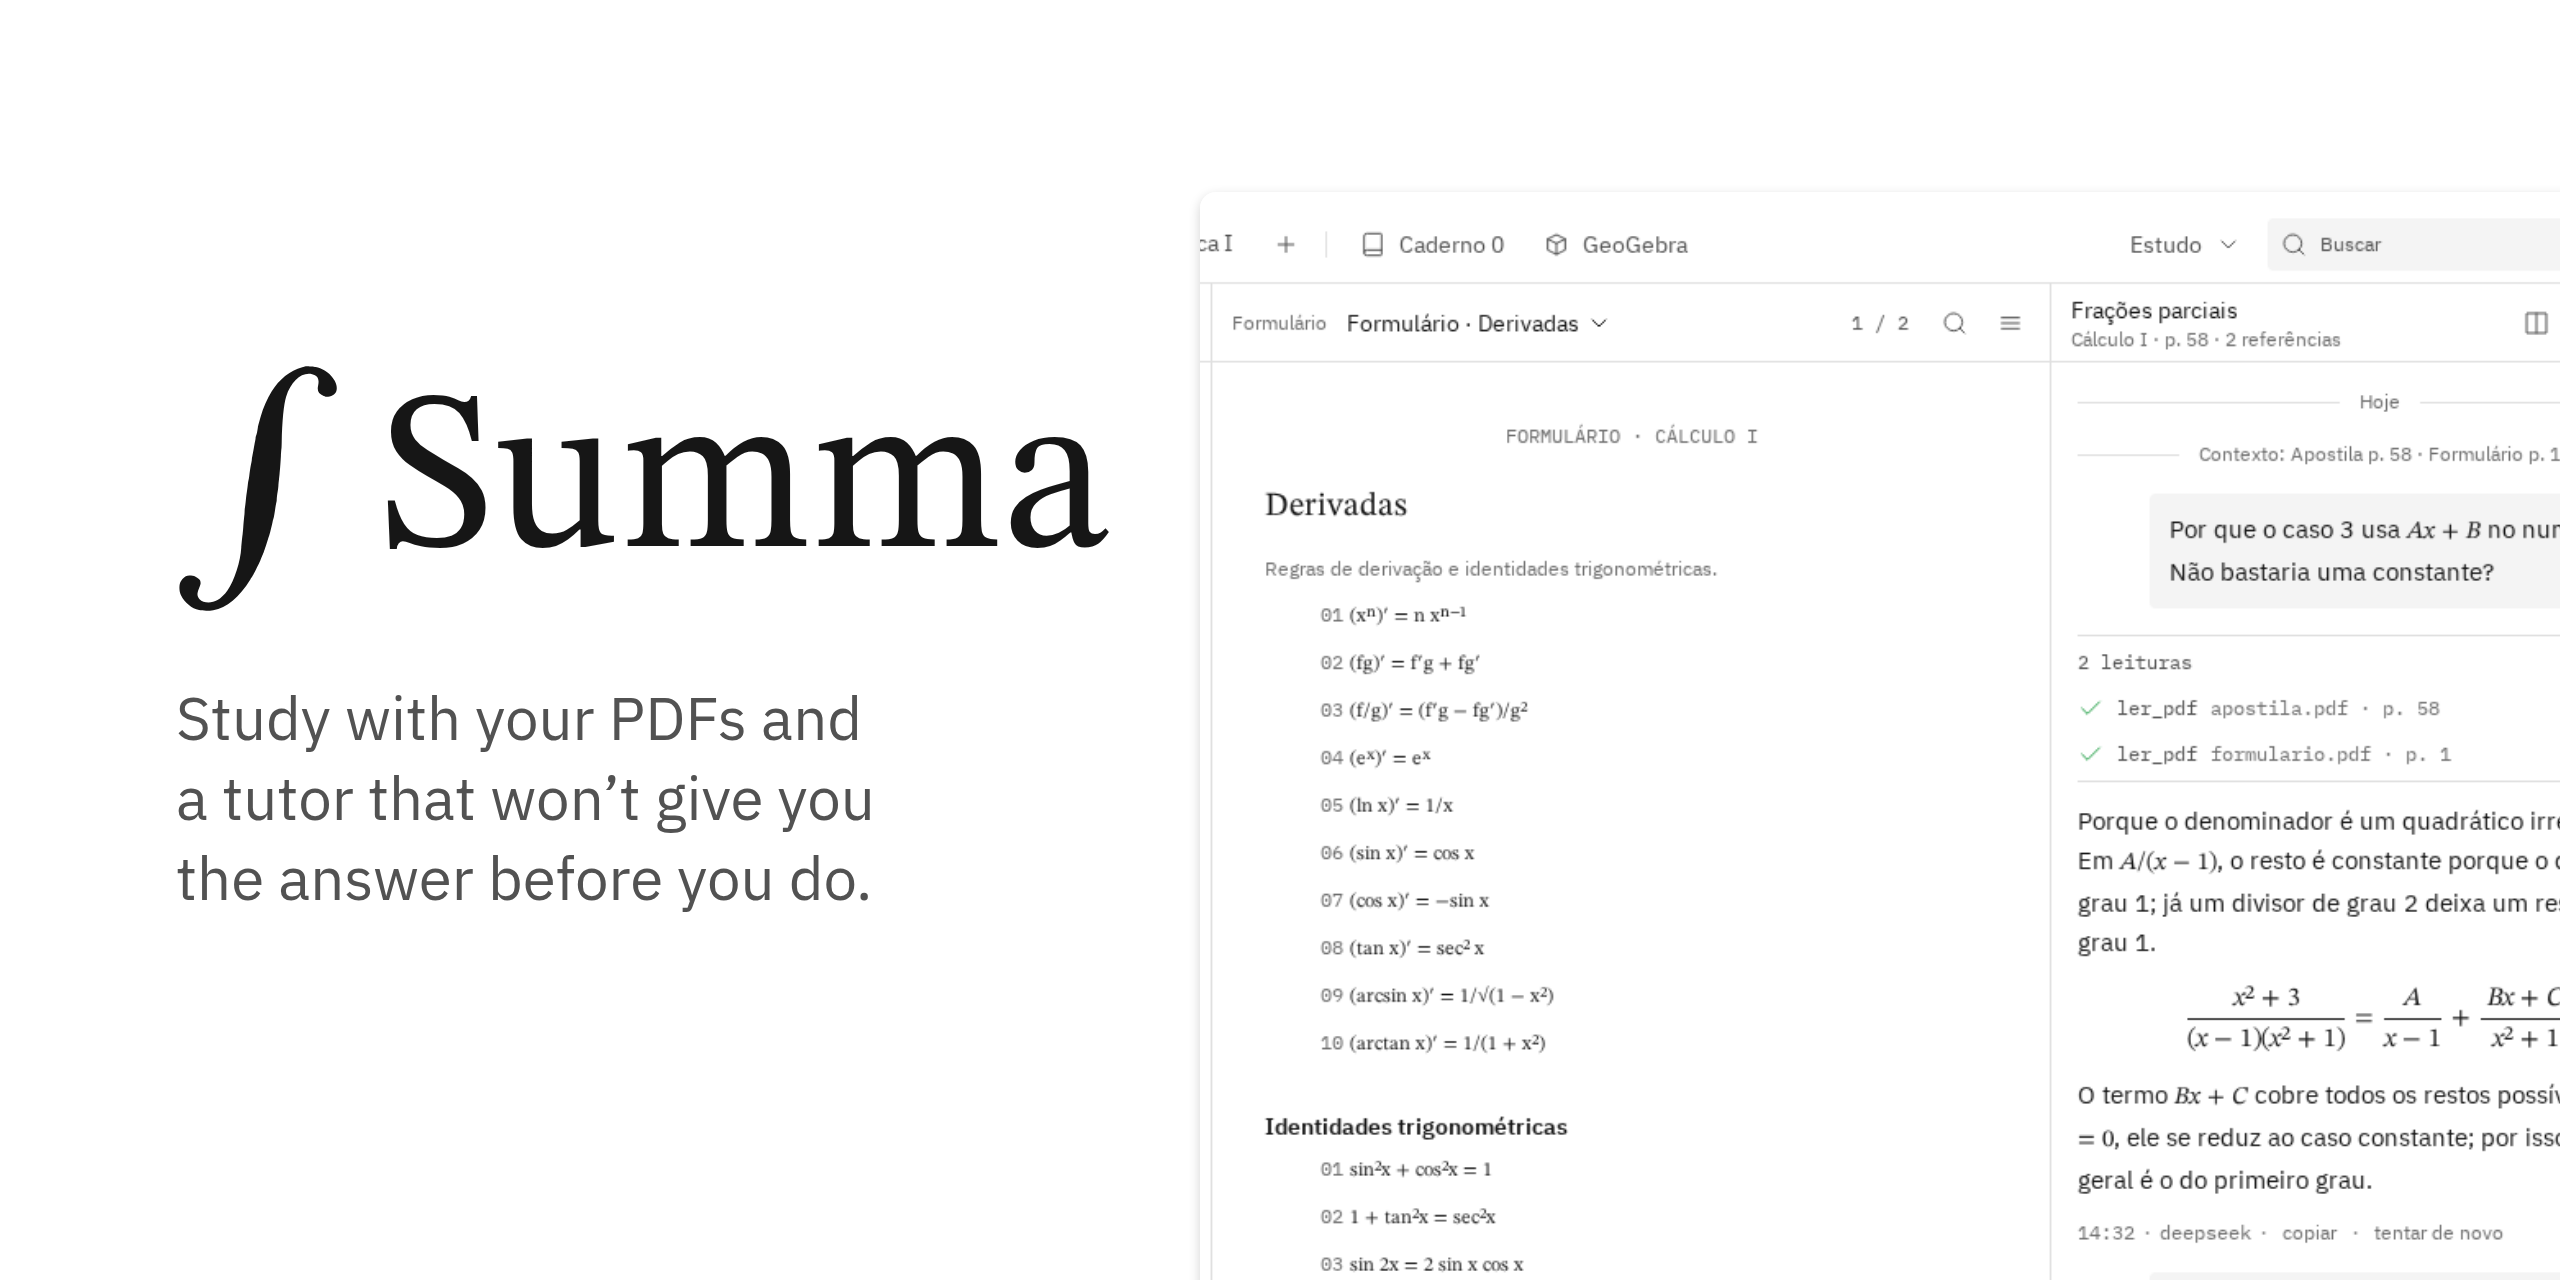 ∫ Summa
Study with your PDFs and
a tutor that won’t give you
the answer before you do.
ca I
+
Caderno 0
GeoGebra
Estudo
Buscar
Formulário
Formulário · Derivadas
1 / 2
FORMULÁRIO · CÁLCULO I
Derivadas
Regras de derivação e identidades trigonométricas.
01 (xⁿ)′ = n xⁿ⁻¹
02 (fg)′ = f′g + fg′
03 (f/g)′ = (f′g − fg′)/g²
04 (eˣ)′ = eˣ
05 (ln x)′ = 1/x
06 (sin x)′ = cos x
07 (cos x)′ = −sin x
08 (tan x)′ = sec² x
09 (arcsin x)′ = 1/√(1 − x²)
10 (arctan x)′ = 1/(1 + x²)
Identidades trigonométricas
01 sin²x + cos²x = 1
02 1 + tan²x = sec²x
03 sin 2x = 2 sin x cos x
Frações parciais
Cálculo I · p. 58 · 2 referências
Hoje
Contexto: Apostila p. 58 · Formulário p. 1
Por que o caso 3 usa Ax + B no
Não bastaria uma constante?
2 leituras
ler_pdf apostila.pdf · p. 58
ler_pdf formulario.pdf · p. 1
Porque o denominador é um quadrático
Em A/(x − 1), o resto é constante porque o
grau 1; já um divisor de grau 2 deixa um
grau 1.
x² + 3 / (x − 1)(x² + 1) = A / x − 1 + Bx + C / x² + 1
O termo Bx + C cobre todos os restos
= 0, ele se reduz ao caso constante; por
geral é o do primeiro grau.
14:32 · deepseek · copiar · tentar de novo